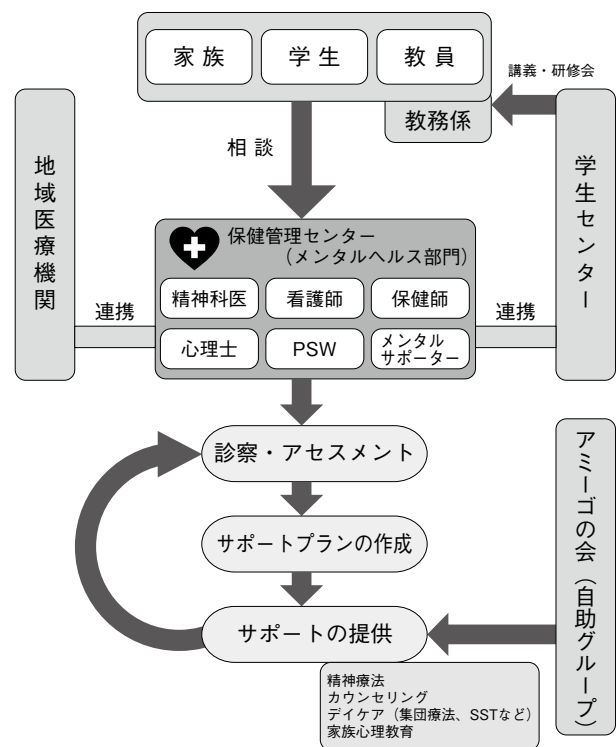 家族
学生
教員
講義・研修会
教務係
相談
地域医療機関
学生センター
保健管理センター
（メンタルヘルス部門）
精神科医
看護師
保健師
心理士
PSW
メンタル
サポーター
連携
連携
診察・アセスメント
サポートプランの作成
サポートの提供
アミーゴの会（自助グループ）
精神療法
カウンセリング
デイケア（集団療法、SSTなど）
家族心理教育